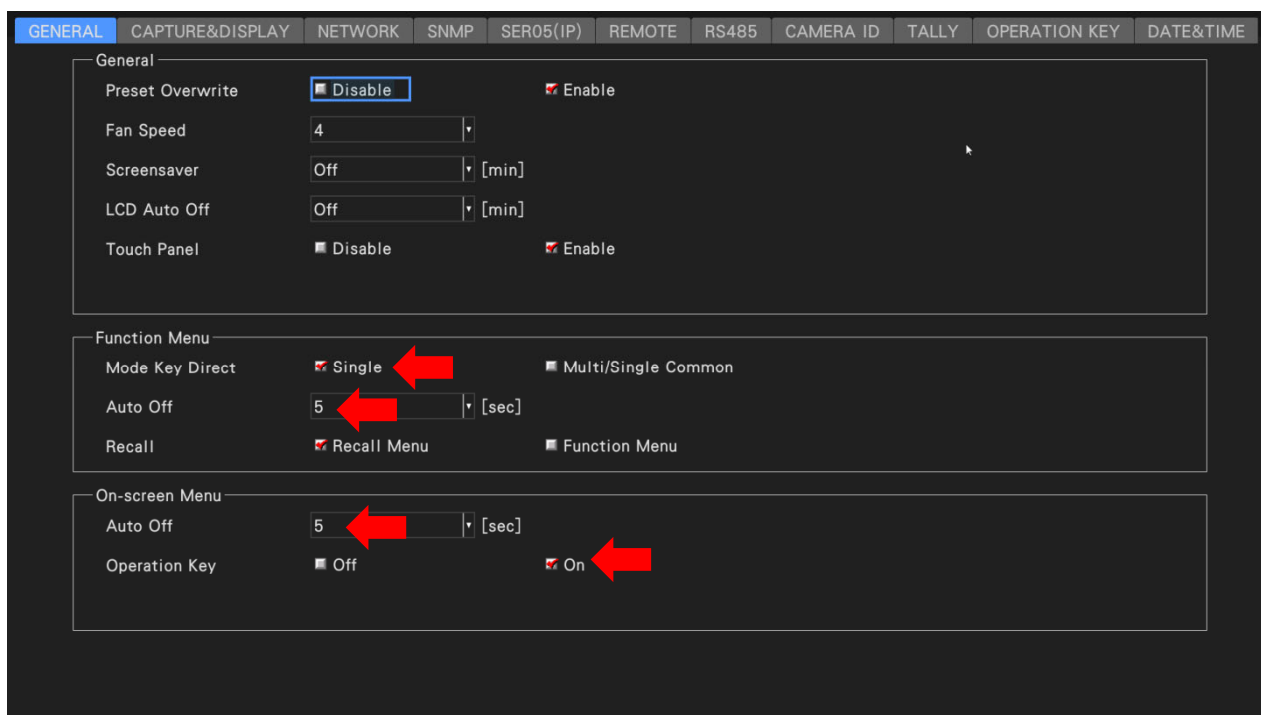 GENERAL CAPTURE&DISPLAY NETWORK SNMP SER05(IP) REMOTE RS485 CAMERA ID TALLY OPERATION KEY DATE&TIME
General
Preset Overwrite Disable Enable
Fan Speed 4
Screensaver Off [min]
LCD Auto Off Off [min]
Touch Panel Disable Enable
Function Menu
Mode Key Direct Single Multi/Single Common
Auto Off 5 [sec]
Recall Recall Menu Function Menu
On-screen Menu
Auto Off 5 [sec]
Operation Key Off On